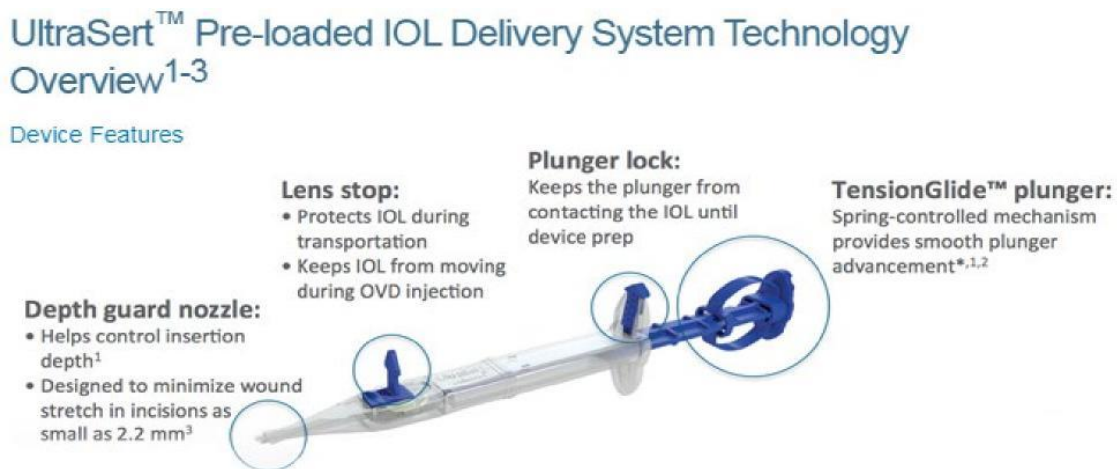 UltraSert™ Pre-loaded IOL Delivery System Technology
Overview1-3
Device Features
Plunger lock:
Keeps the plunger from
contacting the IOL until
device prep
Lens stop:
• Protects IOL during
transportation
• Keeps IOL from moving
during OVD injection
TensionGlide™ plunger:
Spring-controlled mechanism
provides smooth plunger
advancement*,1,2
Depth guard nozzle:
• Helps control insertion
depth1
• Designed to minimize wound
stretch in incisions as
small as 2.2 mm3